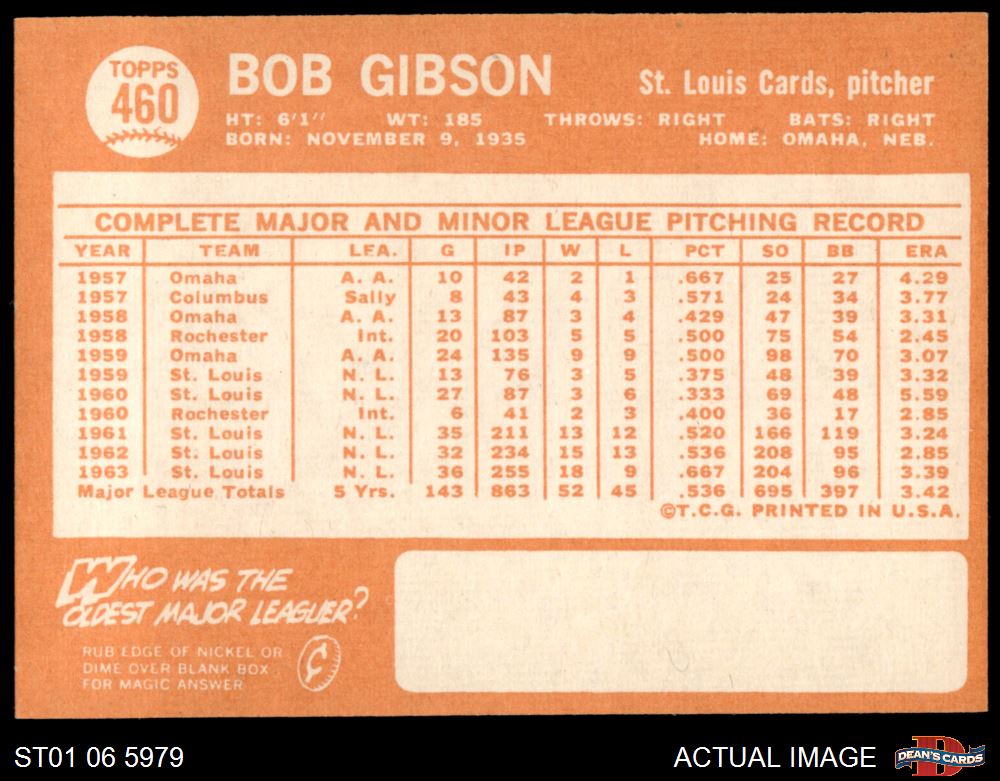 TOPPS
460
BOB GIBSON
St. Louis Cards, pitcher
HT: 6'1" WT: 185 THROWS: RIGHT BATS: RIGHT
BORN: NOVEMBER 9, 1935 HOME: OMAHA, NEB.
COMPLETE MAJOR AND MINOR LEAGUE PITCHING RECORD
YEAR TEAM LEA. G IP W L PCT SO BB ERA
1957 Omaha A. A. 10 42 2 1 .667 25 27 4.29
1957 Columbus Sally 8 43 4 3 .571 24 34 3.77
1958 Omaha A. A. 13 87 3 4 .429 47 39 3.31
1958 Rochester Int. 20 103 5 5 .500 75 54 2.45
1959 Omaha A. A. 24 135 9 9 .500 98 70 3.07
1959 St. Louis N. L. 13 76 3 5 .375 48 39 3.32
1960 St. Louis N. L. 27 87 3 6 .333 69 48 5.59
1960 Rochester Int. 6 41 2 3 .400 36 17 2.85
1961 St. Louis N. L. 35 211 13 12 .520 166 119 3.24
1962 St. Louis N. L. 32 234 15 13 .536 208 95 2.85
1963 St. Louis N. L. 36 255 18 9 .667 204 96 3.39
Major League Totals 5 Yrs. 143 863 52 45 .536 695 397 3.42
©T.C.G. PRINTED IN U.S.A.
WHO WAS THE
OLDEST MAJOR LEAGUER?
RUB EDGE OF NICKEL OR
DIME OVER BLANK BOX
FOR MAGIC ANSWER
¢
ST01 06 5979
ACTUAL IMAGE
D
DEAN'S CARDS